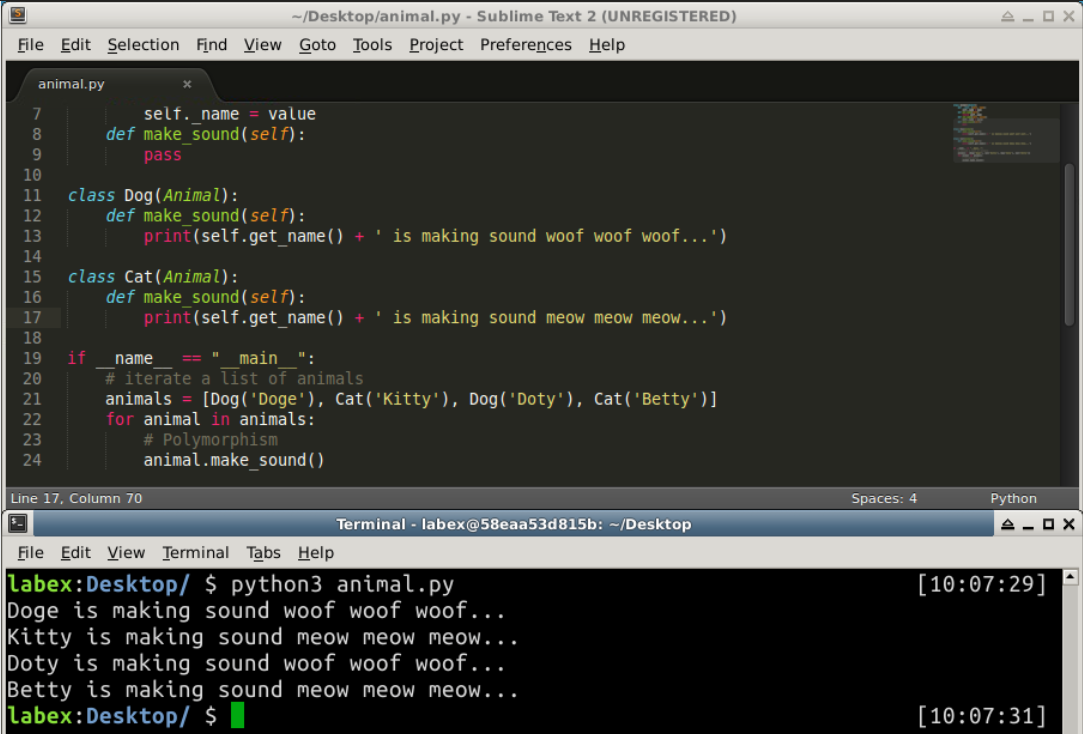 ~/Desktop/animal.py - Sublime Text 2 (UNREGISTERED)
File Edit Selection Find View Goto Tools Project Preferences Help
animal.py ×
7 self._name = value
8 def make_sound(self):
9 pass
10
11 class Dog(Animal):
12 def make_sound(self):
13 print(self.get_name() + ' is making sound woof woof woof...')
14
15 class Cat(Animal):
16 def make_sound(self):
17 print(self.get_name() + ' is making sound meow meow meow...')
18
19 if __name__ == "__main__":
20 # iterate a list of animals
21 animals = [Dog('Doge'), Cat('Kitty'), Dog('Doty'), Cat('Betty')]
22 for animal in animals:
23 # Polymorphism
24 animal.make_sound()
Line 17, Column 70 Spaces: 4 Python
Terminal - labex@58eaa53d815b: ~/Desktop
File Edit View Terminal Tabs Help
labex:Desktop/ $ python3 animal.py [10:07:29]
Doge is making sound woof woof woof...
Kitty is making sound meow meow meow...
Doty is making sound woof woof woof...
Betty is making sound meow meow meow...
labex:Desktop/ $ [10:07:31]